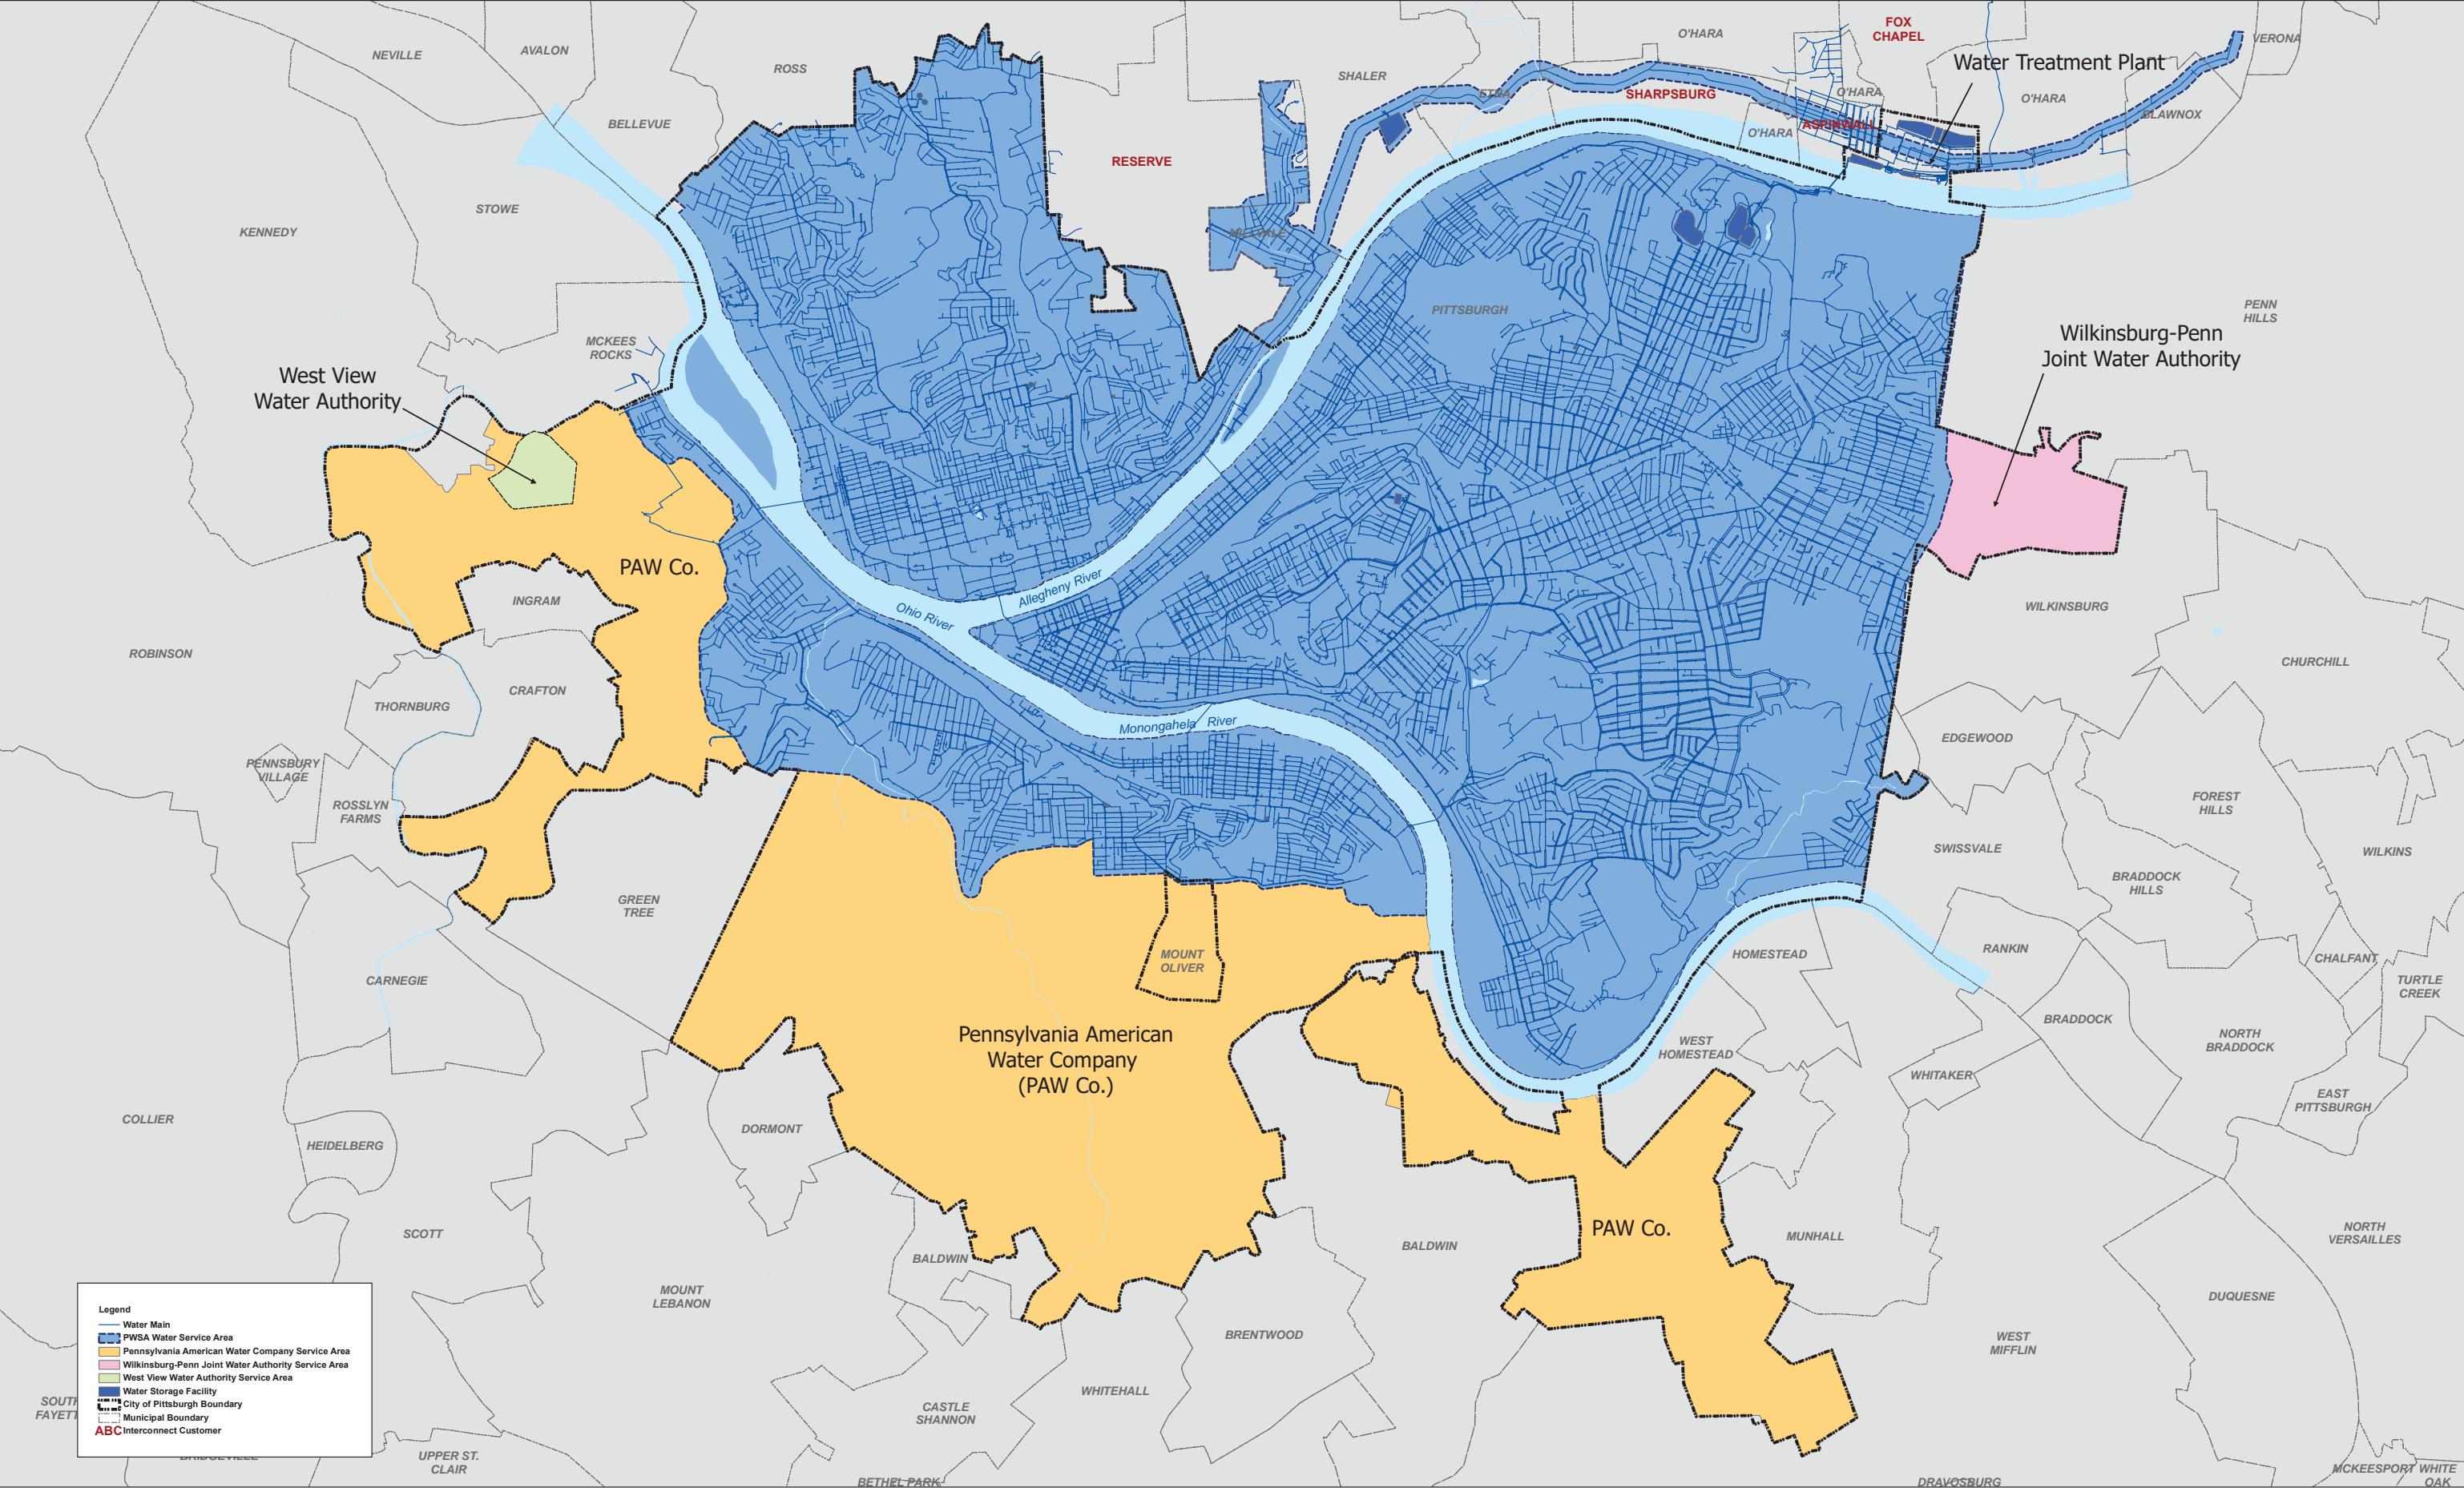 NEVILLE
AVALON
ROSS
SHALER
O'HARA
FOX
CHAPEL
VERONA
Water Treatment Plant
BELLEVUE
ETNA
SHARPSBURG
O'HARA
O'HARA
BLAWNOX
O'HARA
ASPINWALL
RESERVE
STOWE
KENNEDY
MILLVALE
PITTSBURGH
PENN
HILLS
MCKEES
ROCKS
Wilkinsburg-Penn
Joint Water Authority
West View
Water Authority
PAW Co.
INGRAM
Ohio River
Allegheny River
WILKINSBURG
ROBINSON
CHURCHILL
CRAFTON
THORNBURG
Monongahela River
EDGEWOOD
PENNSBURY
VILLAGE
ROSSLYN
FARMS
FOREST
HILLS
SWISSVALE
WILKINS
BRADDOCK
HILLS
GREEN
TREE
MOUNT
OLIVER
HOMESTEAD
RANKIN
CHALFANT
CARNEGIE
TURTLE
CREEK
Pennsylvania American
Water Company
(PAW Co.)
WEST
HOMESTEAD
BRADDOCK
NORTH
BRADDOCK
WHITAKER
EAST
PITTSBURGH
COLLIER
HEIDELBERG
DORMONT
SCOTT
BALDWIN
BALDWIN
PAW Co.
MUNHALL
NORTH
VERSAILLES
MOUNT
LEBANON
DUQUESNE
BRENTWOOD
WEST
MIFFLIN
WHITEHALL
CASTLE
SHANNON
SOUTH
FAYETT
Legend
Water Main
PWSA Water Service Area
Pennsylvania American Water Company Service Area
Wilkinsburg-Penn Joint Water Authority Service Area
West View Water Authority Service Area
Water Storage Facility
City of Pittsburgh Boundary
Municipal Boundary
ABC Interconnect Customer
BRIDGEVILLE
UPPER ST.
CLAIR
BETHEL PARK
DRAVOSBURG
MCKEESPORT
WHITE
OAK